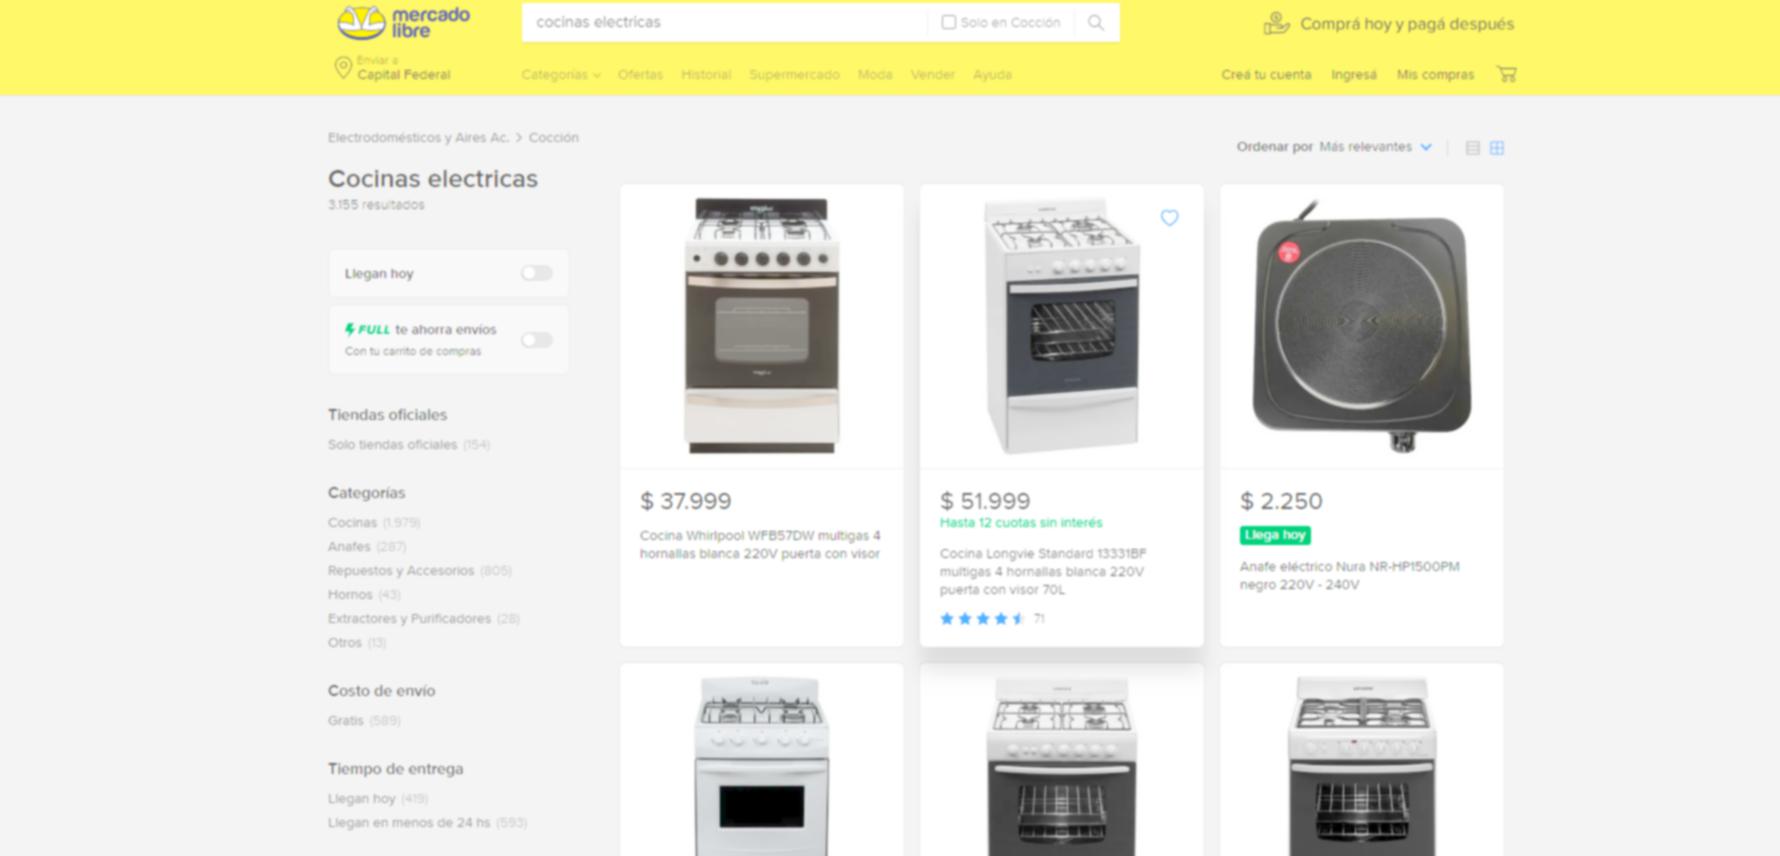 mercado
libre
cocinas electricas
Solo en Cocción
Comprá hoy y pagá después
Enviar a
Capital Federal
Categorías
Ofertas
Historial
Supermercado
Moda
Vender
Ayuda
Creá tu cuenta
Ingresá
Mis compras
Electrodomésticos y Aires Ac. > Cocción
Ordenar por Más relevantes
Cocinas electricas
3.155 resultados
Llegan hoy
FULL te ahorra envíos
Con tu carrito de compras
Tiendas oficiales
Solo tiendas oficiales (154)
Categorías
Cocinas (1.979)
Anafes (287)
Repuestos y Accesorios (805)
Hornos (43)
Extractores y Purificadores (28)
Otros (13)
Costo de envío
Gratis (589)
Tiempo de entrega
Llegan hoy (419)
Llegan en menos de 24 hs (593)
$ 37.999
Cocina Whirlpool WFB57DW multigas 4
hornallas blanca 220V puerta con visor
$ 51.999
Hasta 12 cuotas sin interés
Cocina Longvie Standard 13331BF
multigas 4 hornallas blanca 220V
puerta con visor 70L
71
$ 2.250
Llega hoy
Anafe eléctrico Nura NR-HP1500PM
negro 220V - 240V